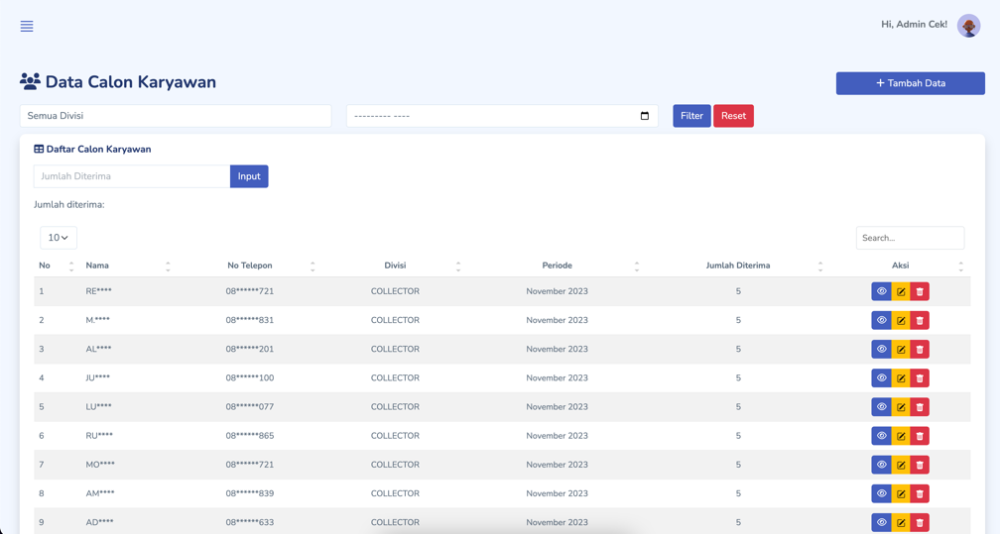 Hi, Admin Cek!
Data Calon Karyawan
+ Tambah Data
Semua Divisi
--------- ----
Filter Reset
Daftar Calon Karyawan
Jumlah Diterima Input
Jumlah diterima:
10
Search...
No Nama No Telepon Divisi Periode Jumlah Diterima Aksi
1 RE**** 08******721 COLLECTOR November 2023 5
2 M.**** 08******831 COLLECTOR November 2023 5
3 AL**** 08******201 COLLECTOR November 2023 5
4 JU**** 08******100 COLLECTOR November 2023 5
5 LU**** 08******077 COLLECTOR November 2023 5
6 RU**** 08******865 COLLECTOR November 2023 5
7 MO**** 08******721 COLLECTOR November 2023 5
8 AM**** 08******839 COLLECTOR November 2023 5
9 AD**** 08******633 COLLECTOR November 2023 5